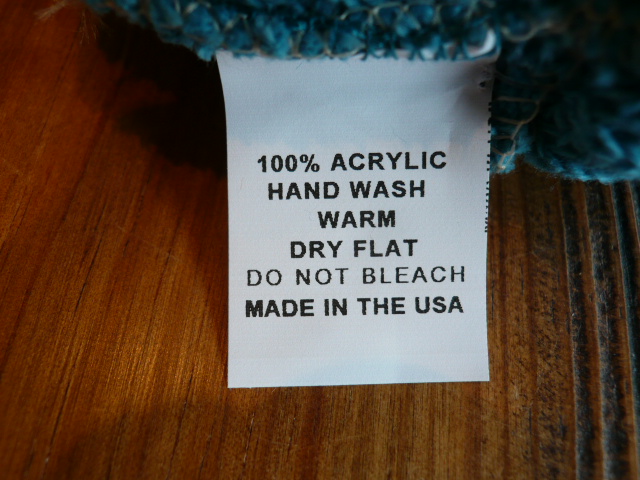 100% ACRYLIC
HAND WASH
WARM
DRY FLAT
DO NOT BLEACH
MADE IN THE USA